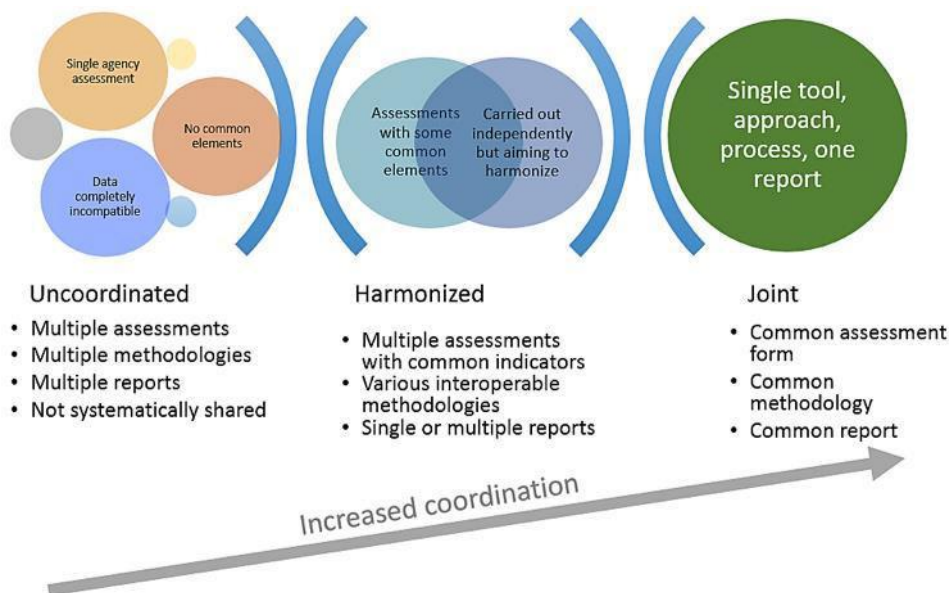 Single agency
assessment
No common
elements
Data
completely
incompatible
Assessments
with some
common
elements
Carried out
independently
but aiming to
harmonize
Single tool,
approach,
process, one
report
Uncoordinated
• Multiple assessments
• Multiple methodologies
• Multiple reports
• Not systematically shared
Harmonized
• Multiple assessments
with common indicators
• Various interoperable
methodologies
• Single or multiple reports
Joint
• Common assessment
form
• Common
methodology
• Common report
Increased coordination